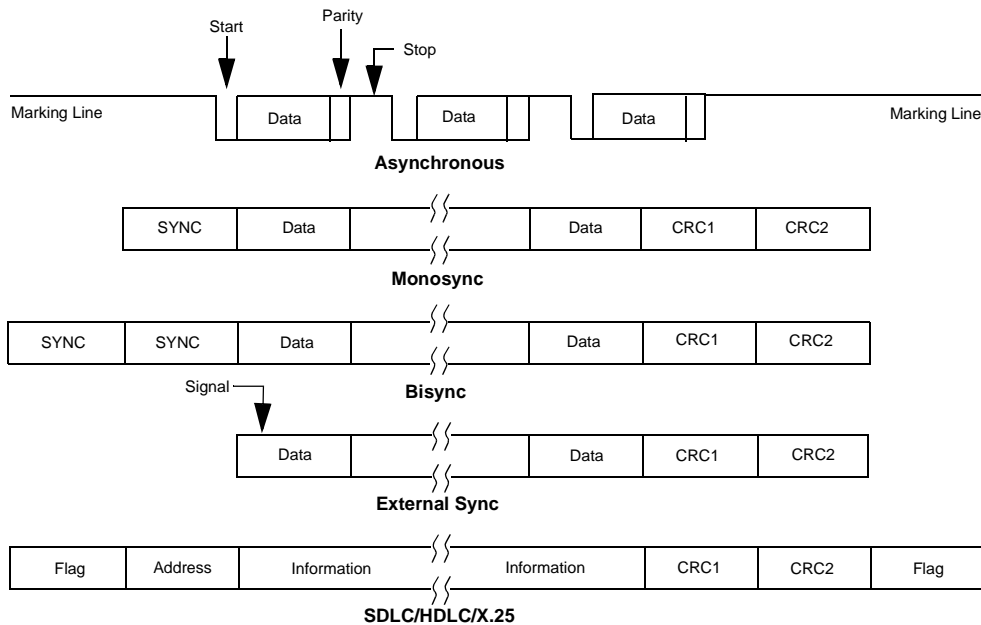 Start
Parity
Stop
Marking Line
Data
Data
Data
Marking Line
Asynchronous
SYNC
Data
Data
CRC1
CRC2
Monosync
SYNC
SYNC
Data
Data
CRC1
CRC2
Bisync
Signal
Data
Data
CRC1
CRC2
External Sync
Flag
Address
Information
Information
CRC1
CRC2
Flag
SDLC/HDLC/X.25